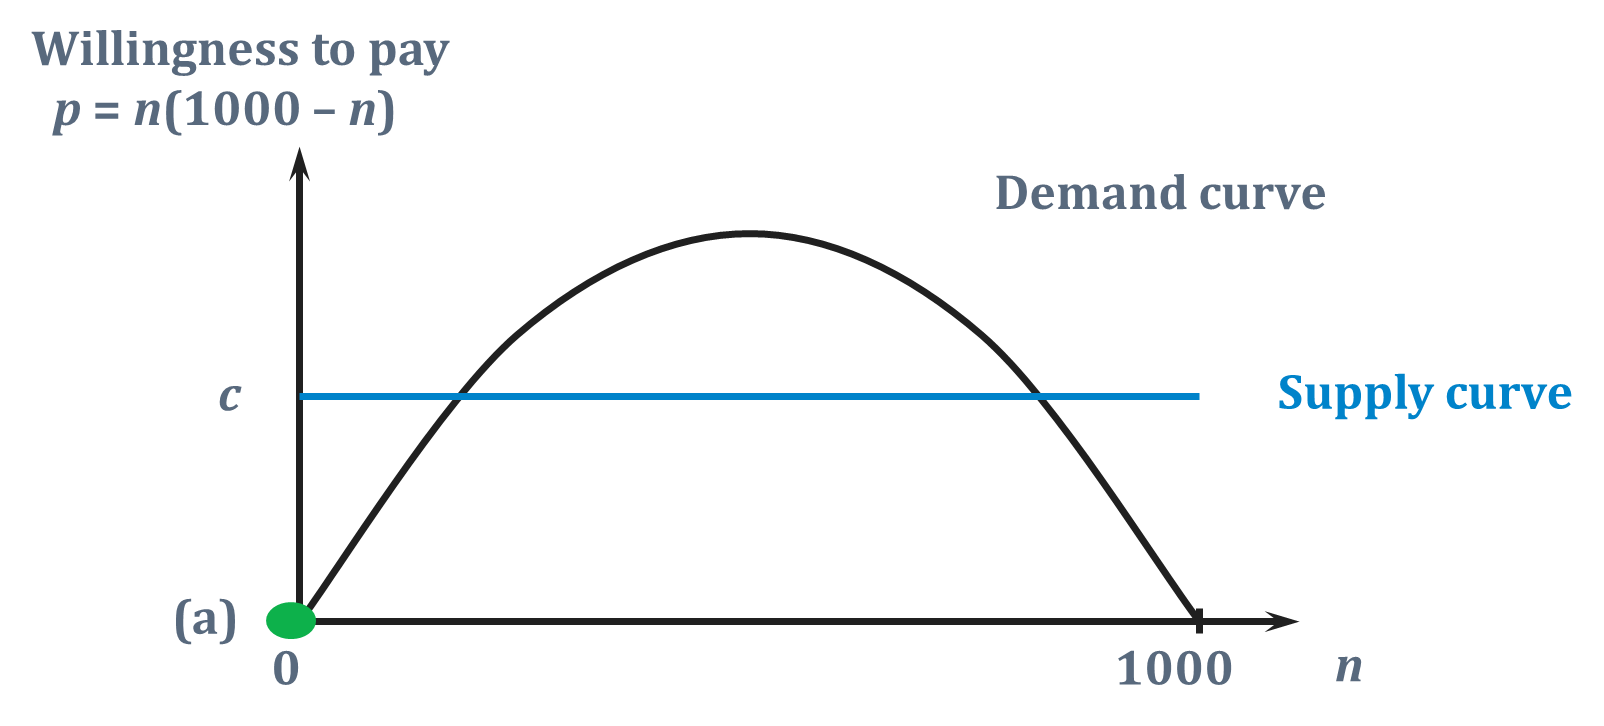 Willingness to pay
p = n(1000 – n)
Demand curve
c
Supply curve
(a)
0
1000
n